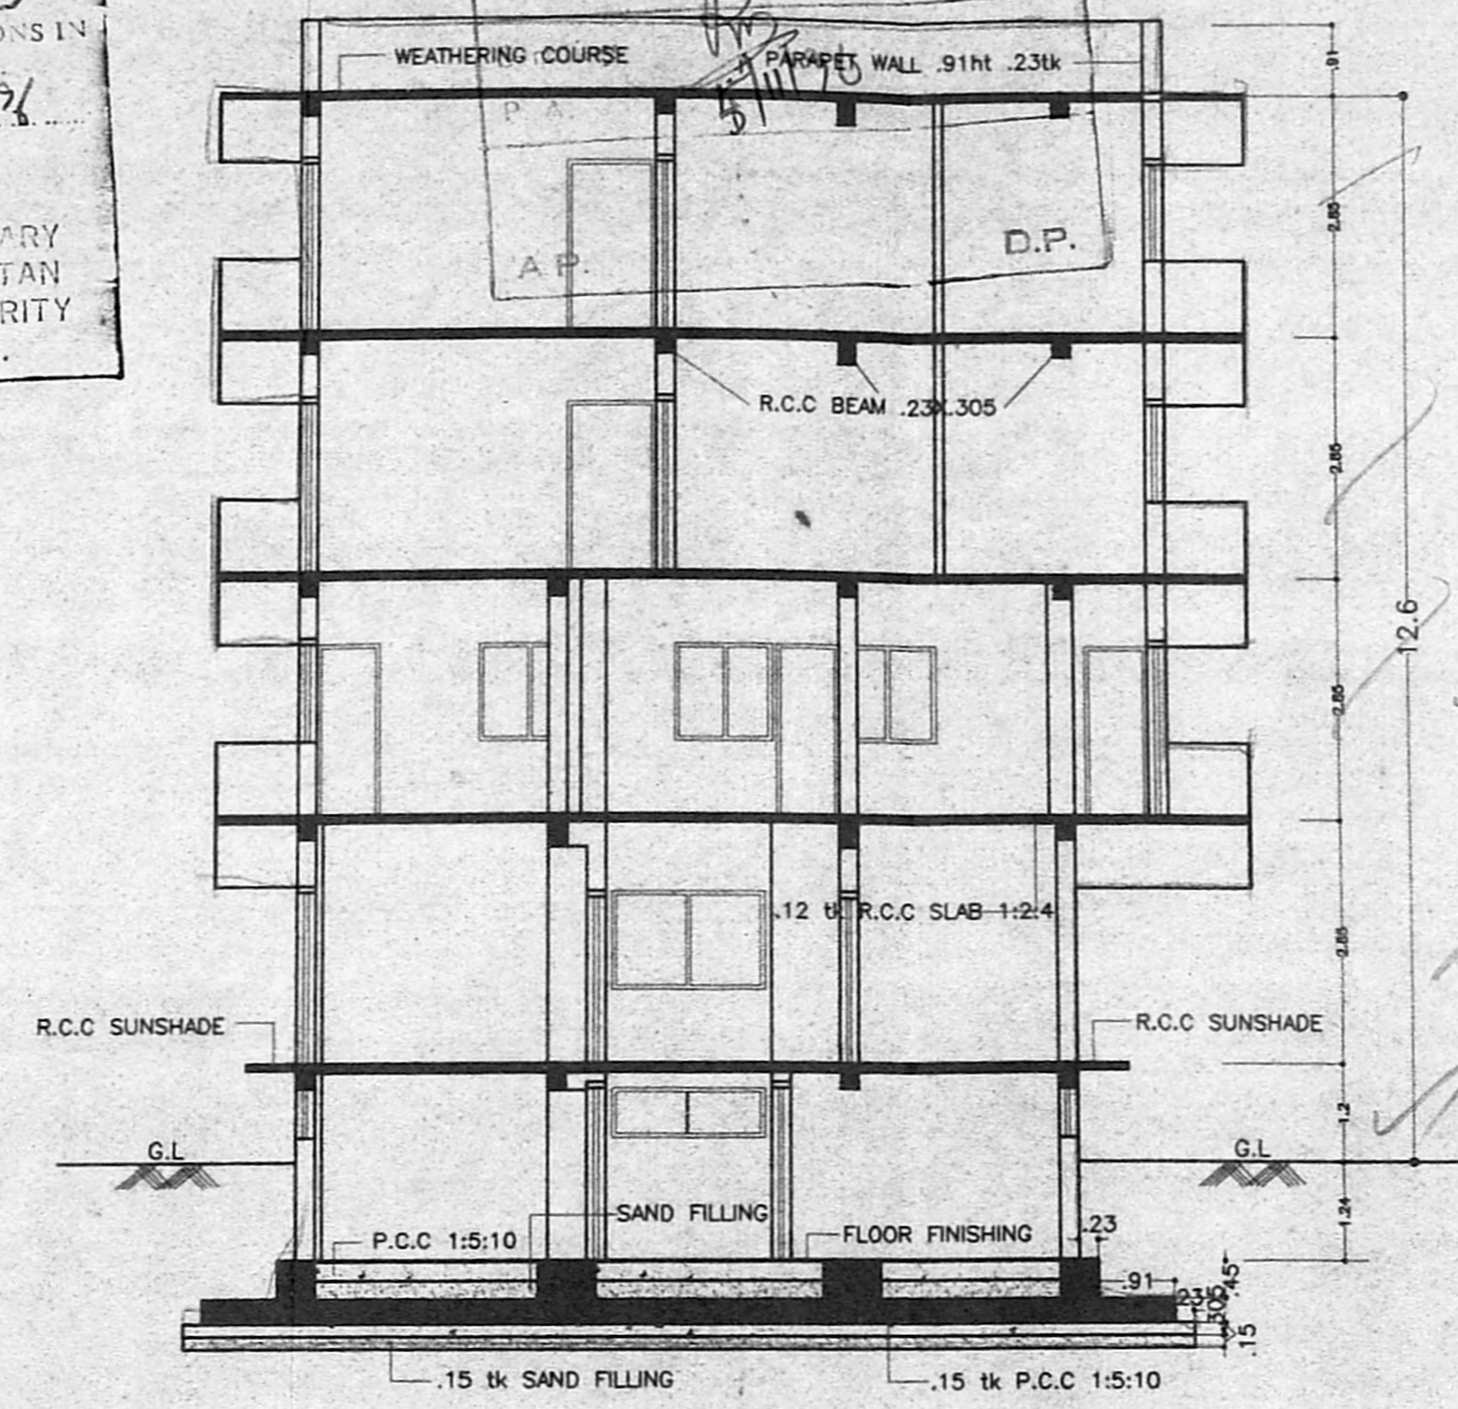 ONS IN
ARY
TAN
RITY
WEATHERING COURSE
PARAPET WALL .91ht .23tk
.91
P. A.
A P.
D.P.
2.85
R.C.C BEAM .23X.305
2.85
12.6
2.85
.12 tk R.C.C SLAB 1:2:4
2.85
R.C.C SUNSHADE
R.C.C SUNSHADE
1.2
G.L
G.L
SAND FILLING
1.24
P.C.C 1:5:10
FLOOR FINISHING
.23
.91
.45
.23
.305
.15
.15 tk SAND FILLING
.15 tk P.C.C 1:5:10